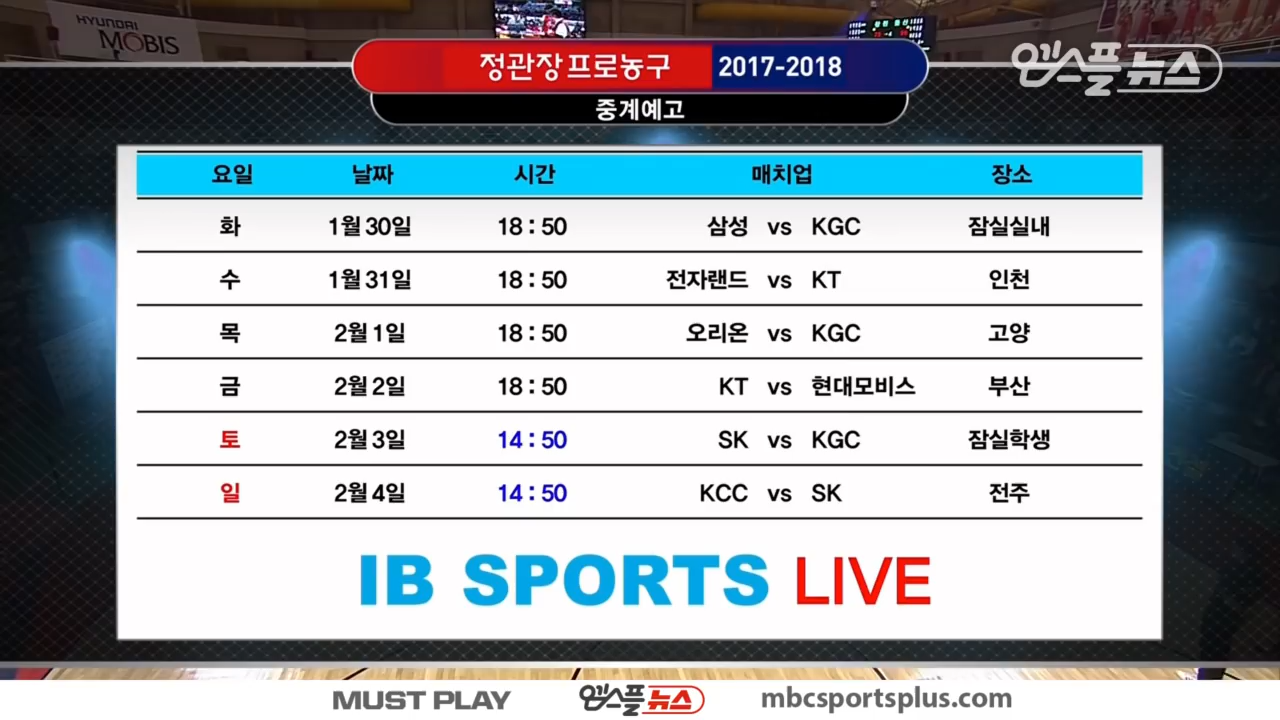 HYUNDAI
MOBIS
정관장 프로농구 2017-2018
중계예고
엠스플 뉴스
요일 날짜 시간 매치업 장소
화 1월 30일 18 : 50 삼성 vs KGC 잠실실내
수 1월 31일 18 : 50 전자랜드 vs KT 인천
목 2월 1일 18 : 50 오리온 vs KGC 고양
금 2월 2일 18 : 50 KT vs 현대모비스 부산
토 2월 3일 14 : 50 SK vs KGC 잠실학생
일 2월 4일 14 : 50 KCC vs SK 전주
IB SPORTS LIVE
MUST PLAY 엠스플 뉴스 mbcsportsplus.com